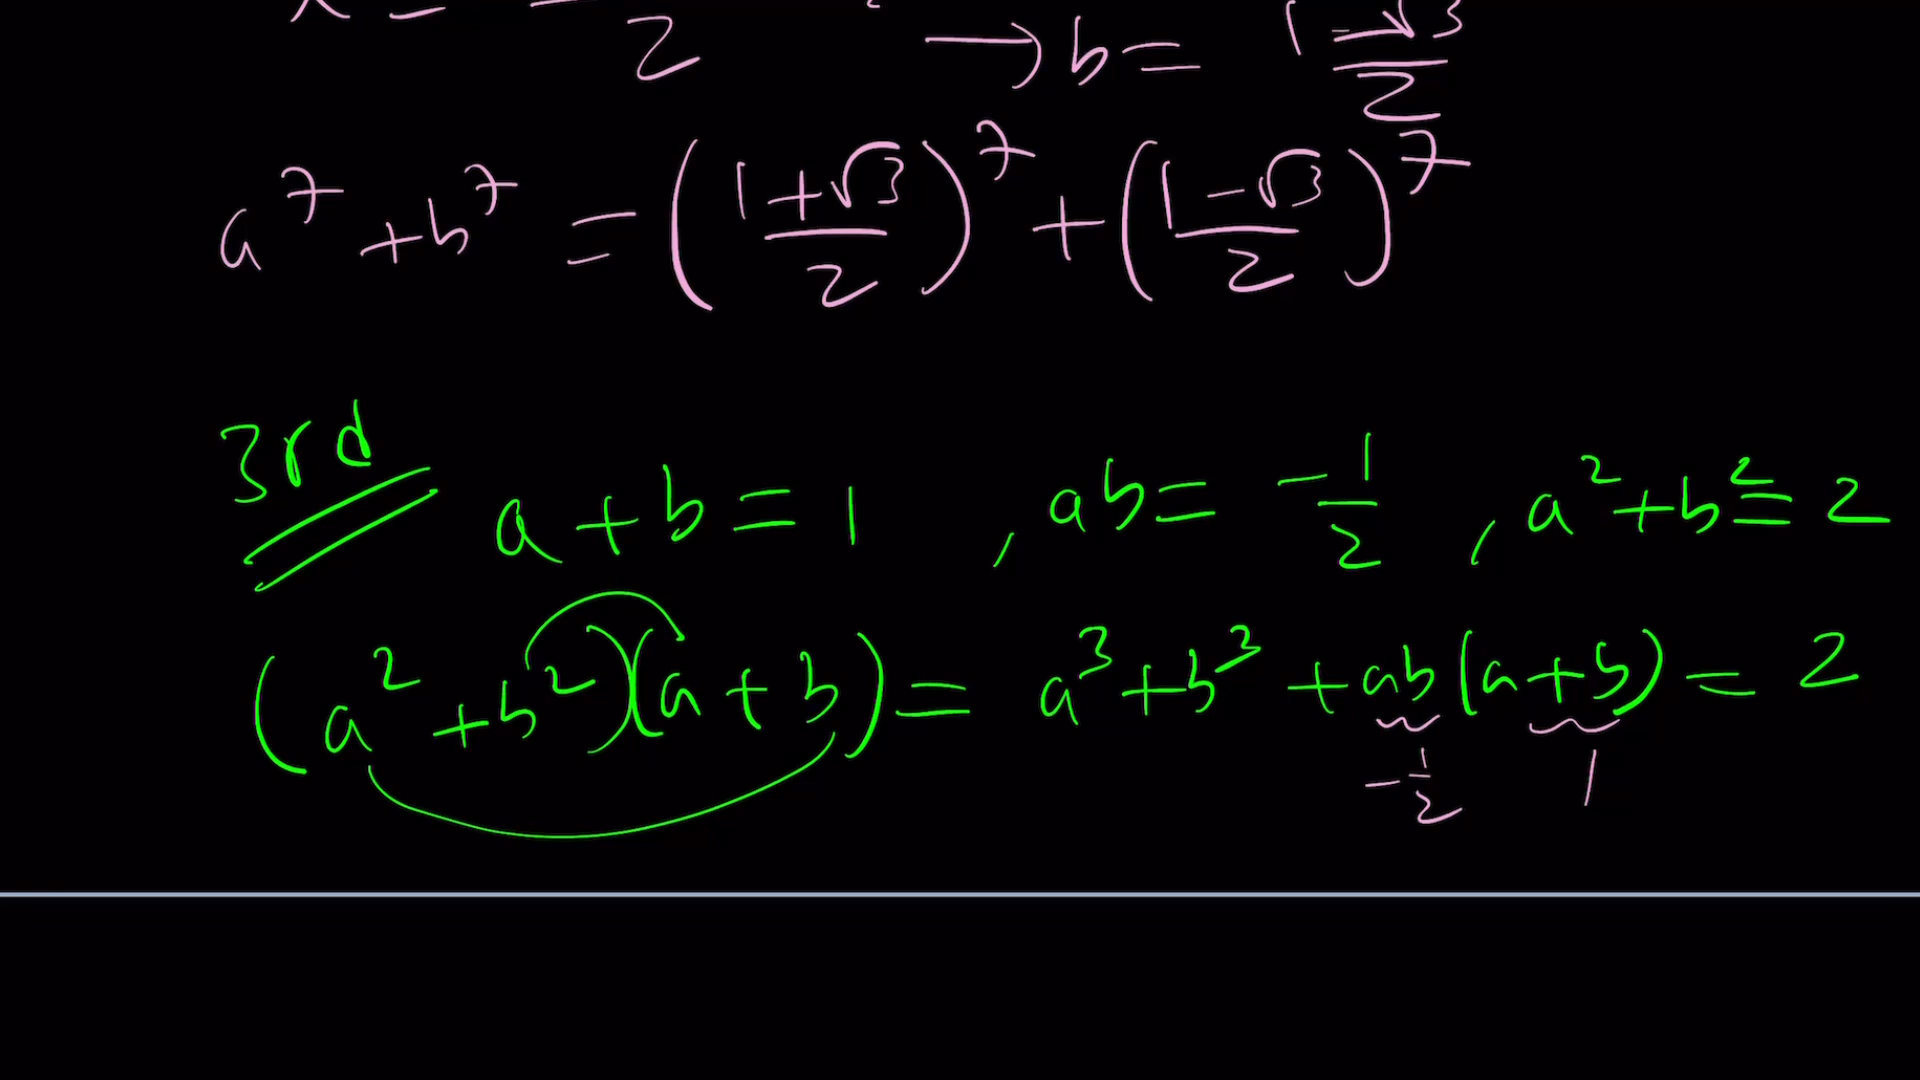 2 → b = 1 - √3 / 2
a⁷ + b⁷ = ((1 + √3) / 2)⁷ + ((1 - √3) / 2)⁷
3rd a + b = 1 , ab = - 1/2 , a² + b² = 2
(a² + b²)(a + b) = a³ + b³ + ab(a + b) = 2
- 1/2 1